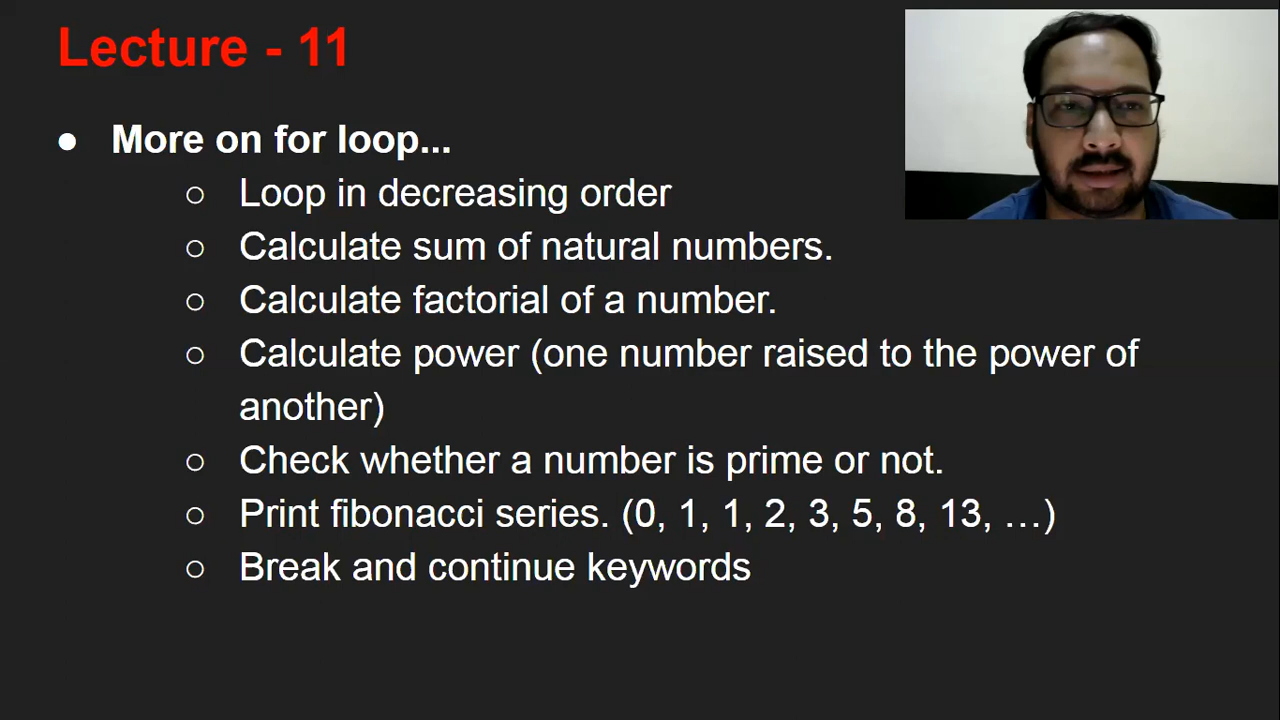 Lecture - 11
● More on for loop...
○ Loop in decreasing order
○ Calculate sum of natural numbers.
○ Calculate factorial of a number.
○ Calculate power (one number raised to the power of
another)
○ Check whether a number is prime or not.
○ Print fibonacci series. (0, 1, 1, 2, 3, 5, 8, 13, …)
○ Break and continue keywords